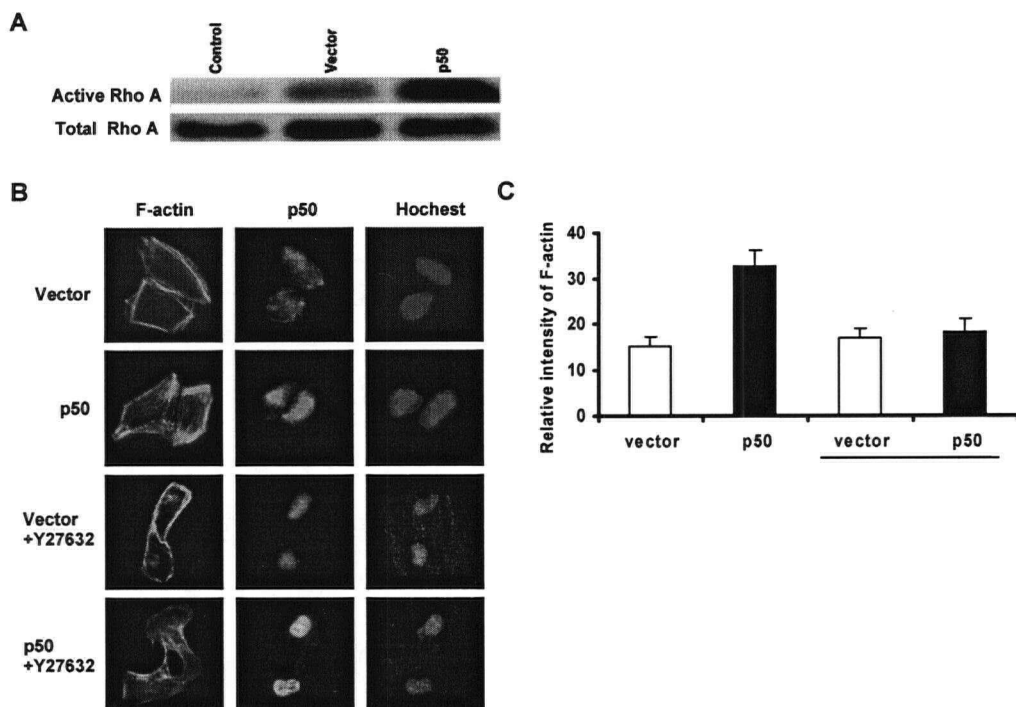 A
Control
Vector
p50
Active Rho A
Total Rho A
B
F-actin
p50
Hochest
Vector
p50
Vector
+Y27632
p50
+Y27632
C
Relative intensity of F-actin
40
30
20
10
0
vector
p50
vector
p50